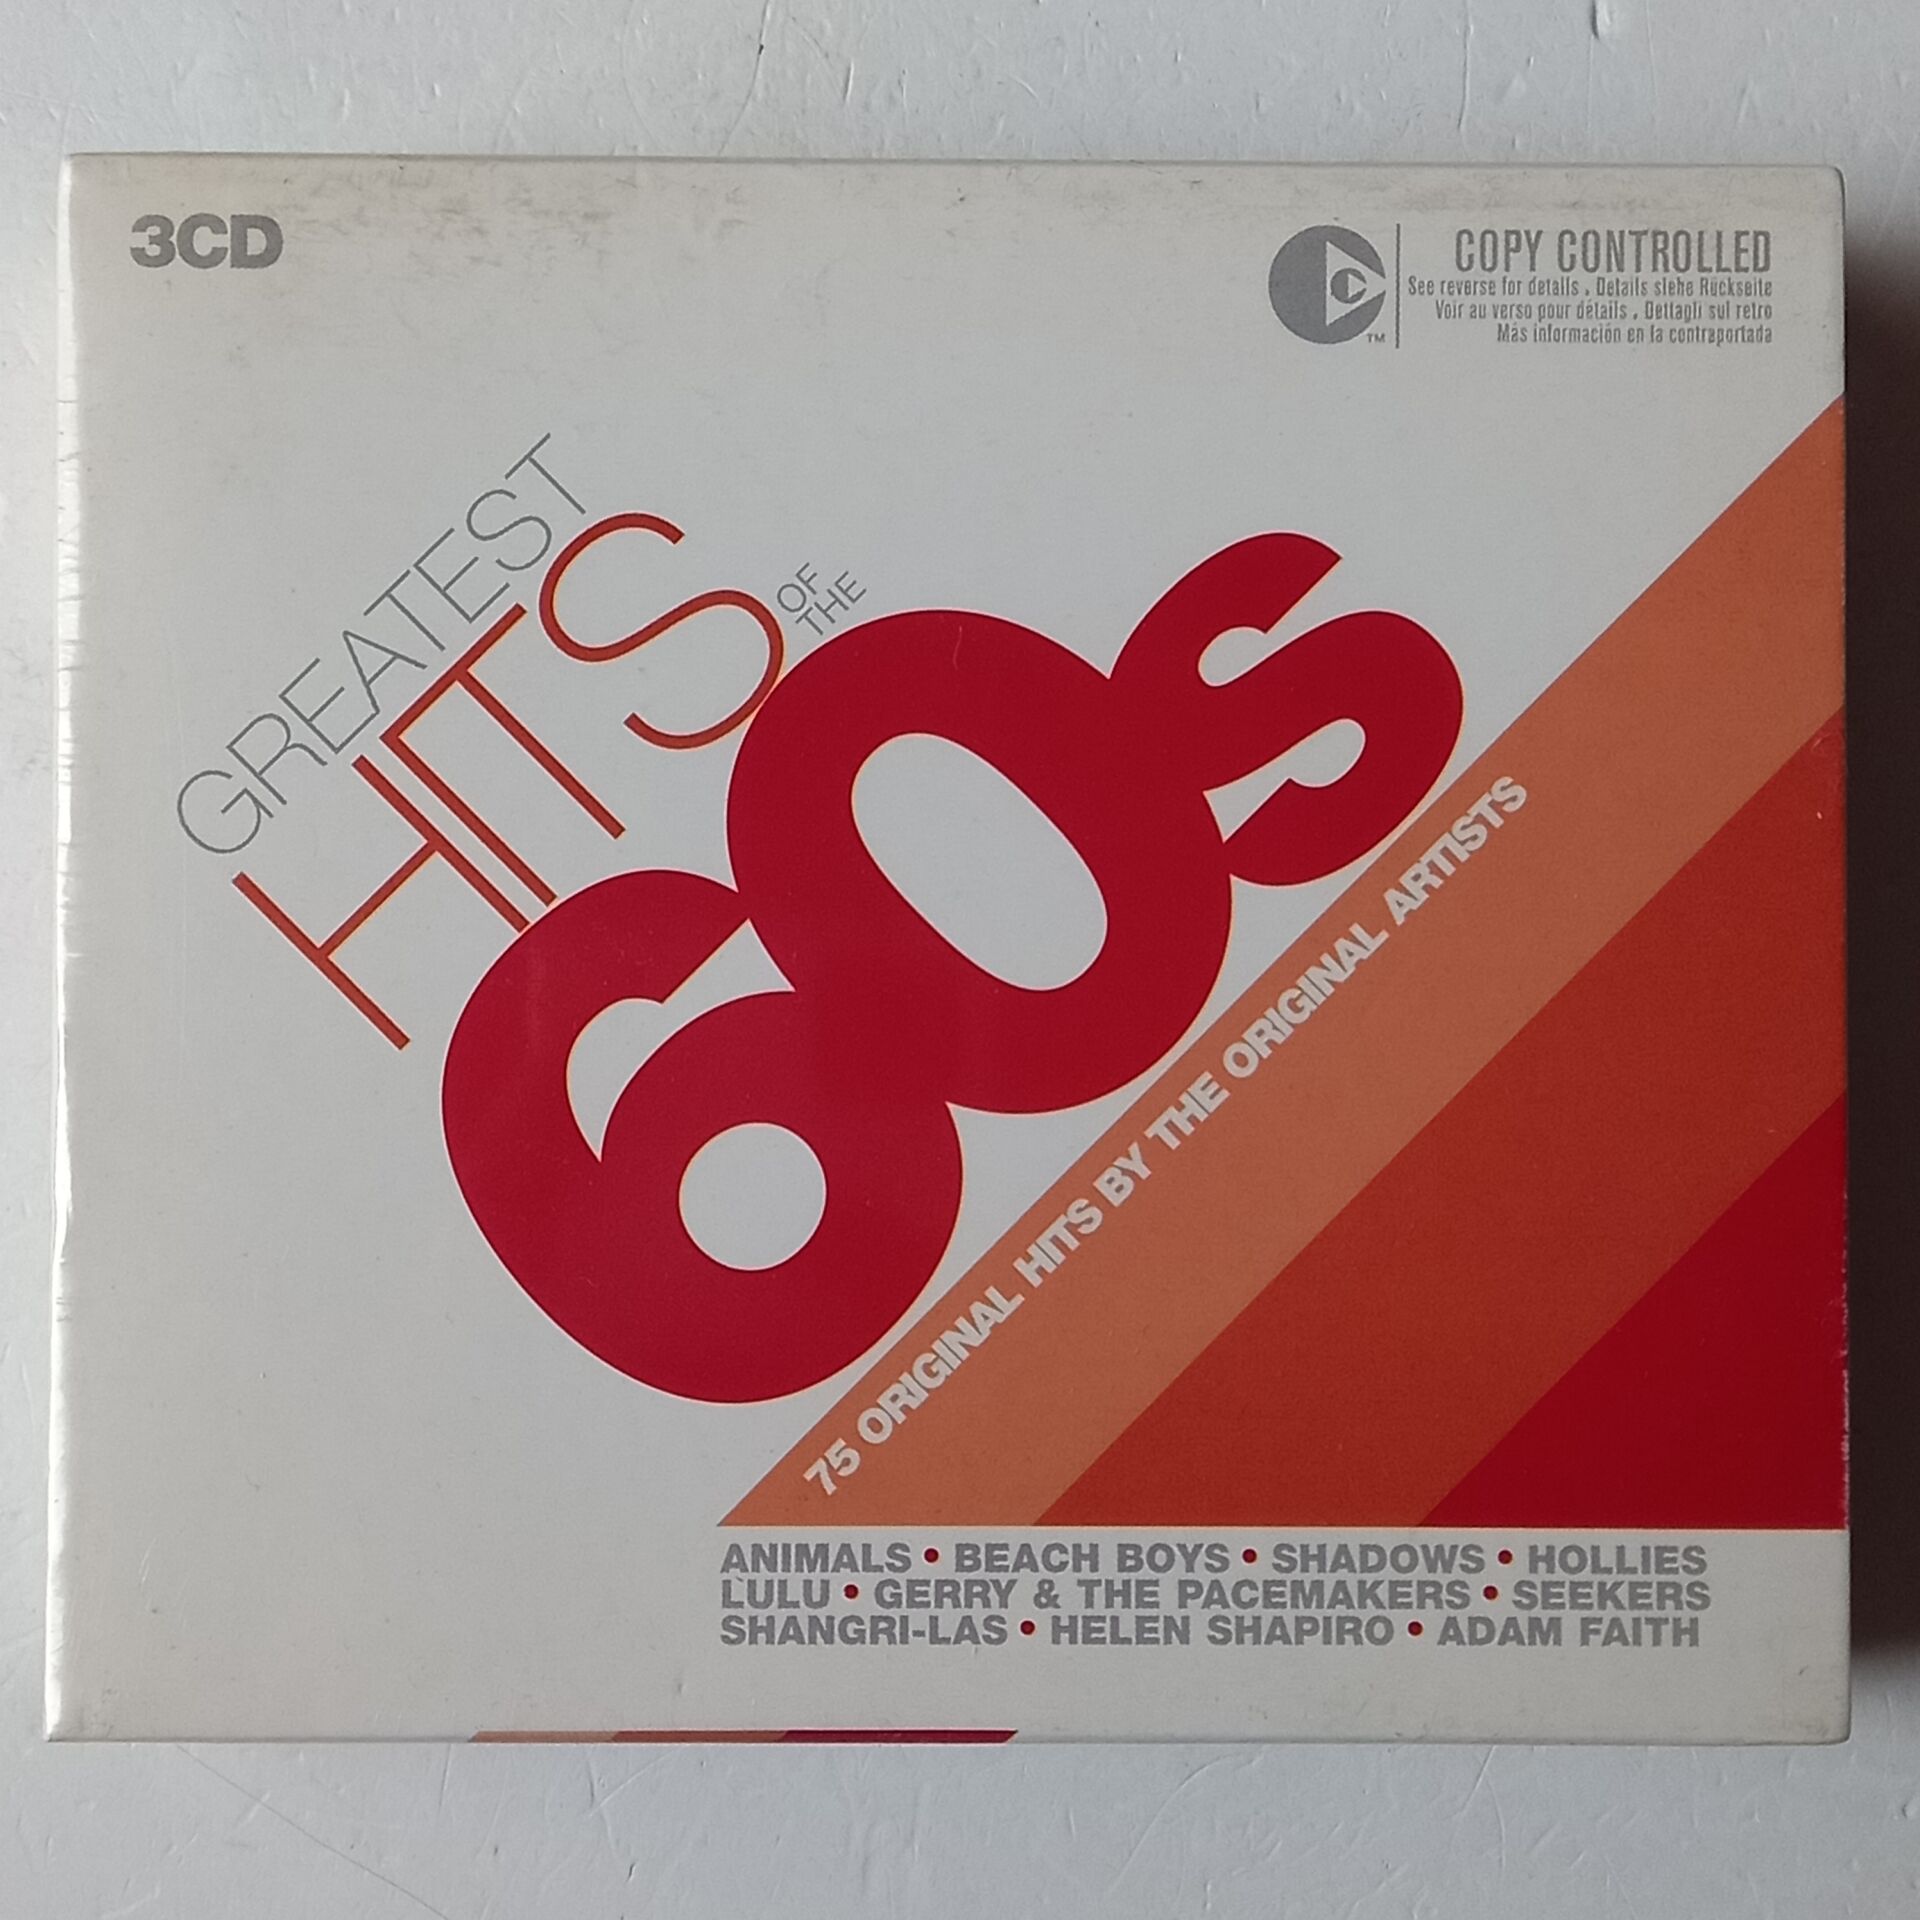 3CD
COPY CONTROLLED
See reverse for details . Details siehe Rückseite
Voir au verso pour détails . Dettagli sul retro
Más información en la contraportada
C
TM
GREATEST
HITS
OF
THE
60s
75 ORIGINAL HITS BY THE ORIGINAL ARTISTS
ANIMALS • BEACH BOYS • SHADOWS • HOLLIES
LULU • GERRY & THE PACEMAKERS • SEEKERS
SHANGRI-LAS • HELEN SHAPIRO • ADAM FAITH